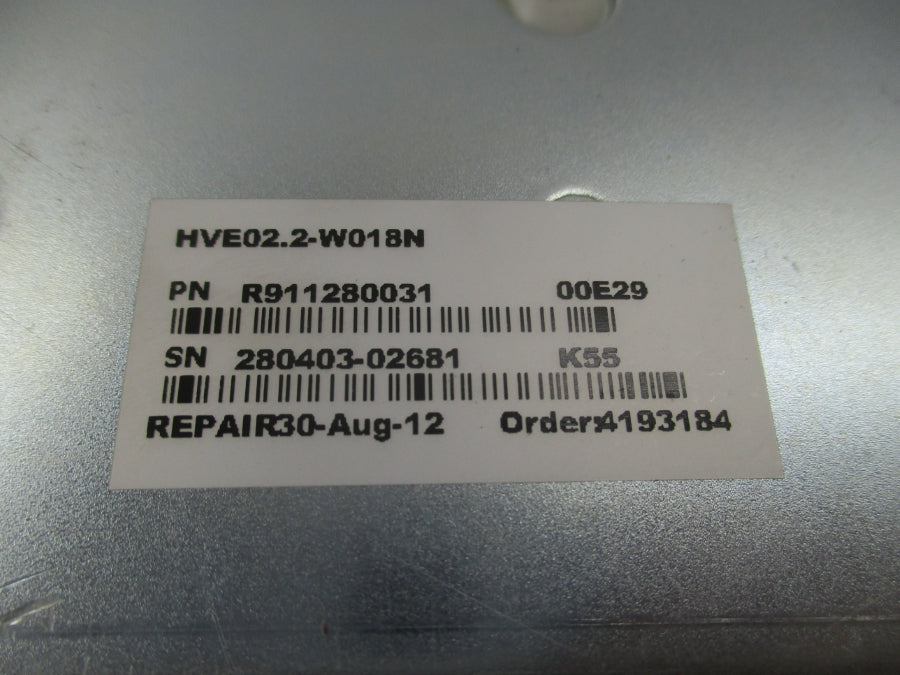 HVE02.2-W018N
PN R911280031 00E29
SN 280403-02681 K55
REPAIR30-Aug-12 Order:4193184